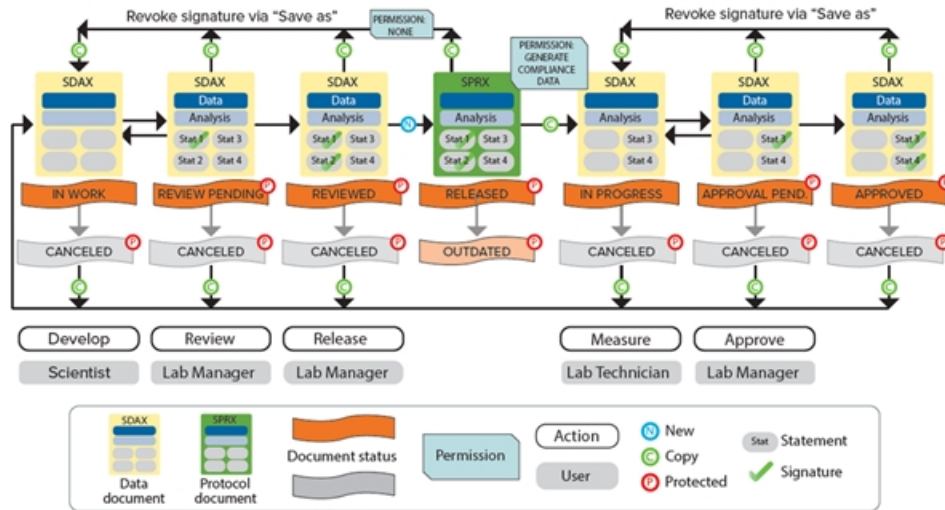 Revoke signature via "Save as"
PERMISSION:
NONE
Revoke signature via "Save as"
C
C
C
C
PERMISSION:
GENERATE
COMPLIANCE
DATA
C
C
C
SDAX
SDAX
Data
Analysis
Stat 1 Stat 3
Stat 2 Stat 4
SDAX
Data
Analysis
Stat 1 Stat 3
Stat 2 Stat 4
N
SPRX
Data
Analysis
Stat 1 Stat 3
Stat 2 Stat 4
C
SDAX
Analysis
Stat 3
Stat 4
SDAX
Data
Analysis
Stat 3
Stat 4
SDAX
Data
Analysis
Stat 3
Stat 4
IN WORK
REVIEW PENDING P
REVIEWED P
RELEASED P
IN PROGRESS
APPROVAL PEND. P
APPROVED
CANCELED P
CANCELED P
CANCELED P
OUTDATED P
CANCELED P
CANCELED P
CANCELED P
C
C
C
C
C
C
Develop
Review
Release
Measure
Approve
Scientist
Lab Manager
Lab Manager
Lab Technician
Lab Manager
SDAX
Data
document
SPRX
Protocol
document
Document status
Permission
Action
User
N New
C Copy
P Protected
Stat Statement
Signature